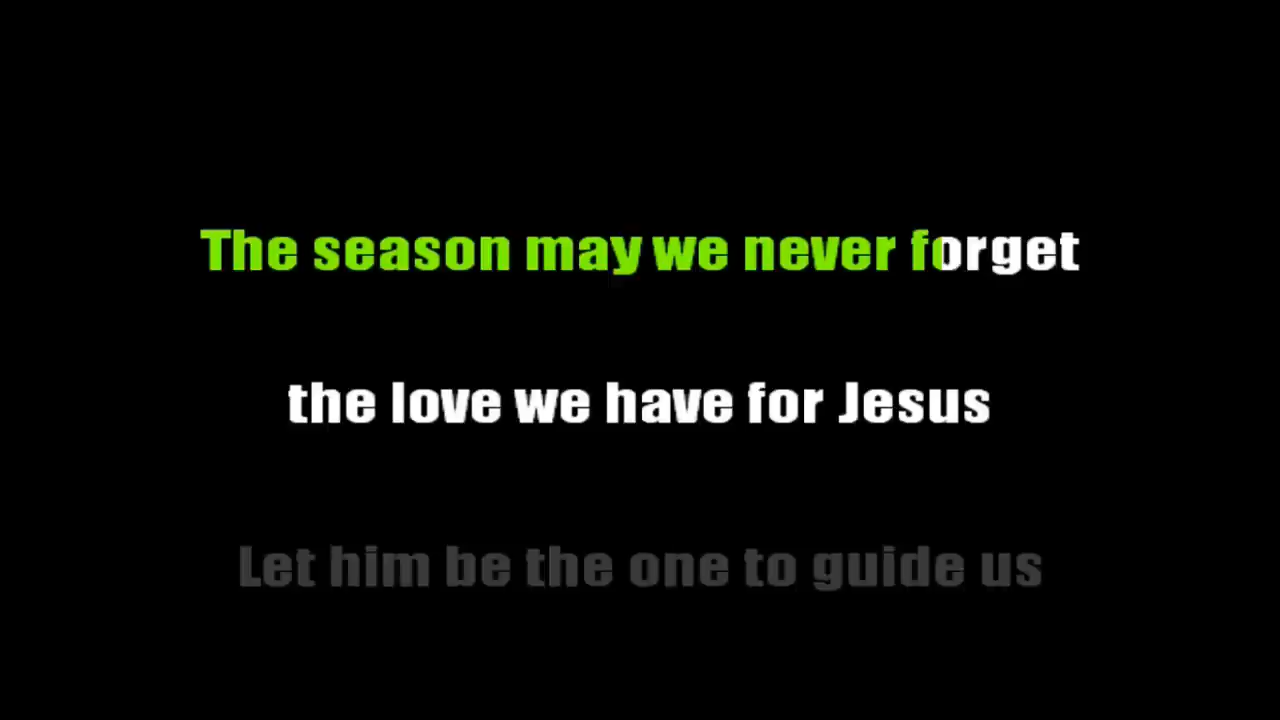 The season may we never forget
the love we have for Jesus
Let him be the one to guide us